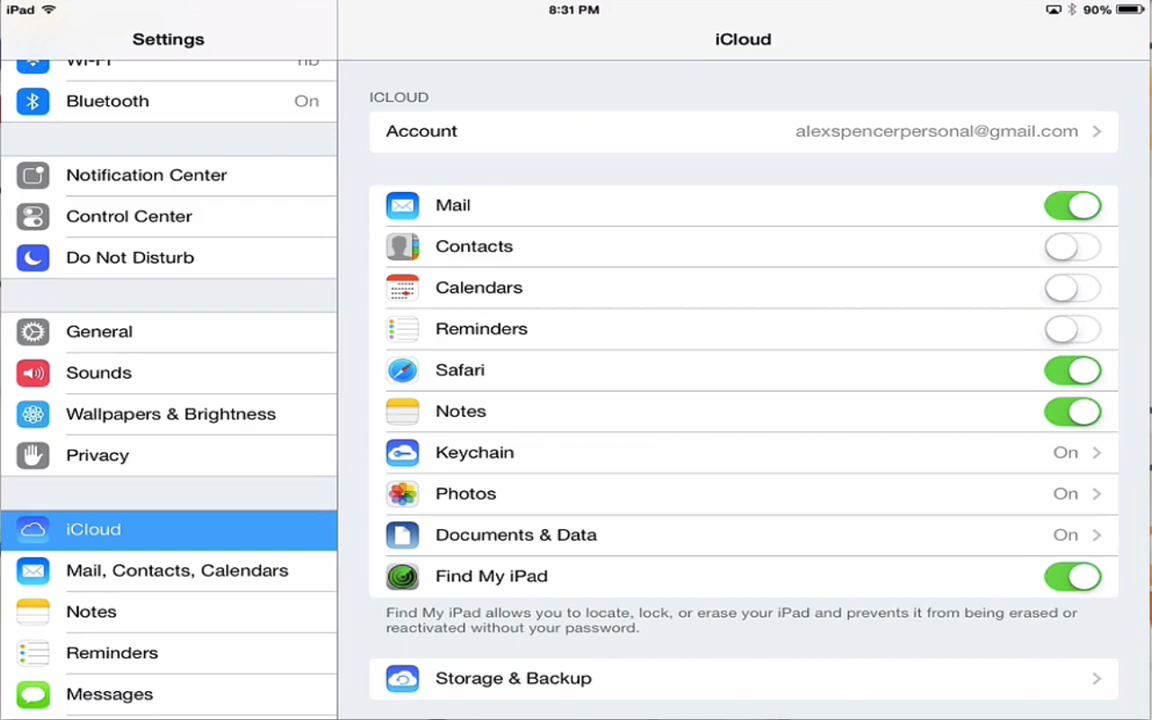 iPad
8:31 PM
90%
Settings
iCloud
Wi-Fi
Bluetooth On
Notification Center
Control Center
Do Not Disturb
General
Sounds
Wallpapers & Brightness
Privacy
iCloud
Mail, Contacts, Calendars
Notes
Reminders
Messages
ICLOUD
Account alexspencerpersonal@gmail.com
Mail
Contacts
Calendars
Reminders
Safari
Notes
Keychain On
Photos On
Documents & Data On
Find My iPad
Find My iPad allows you to locate, lock, or erase your iPad and prevents it from being erased or
reactivated without your password.
Storage & Backup